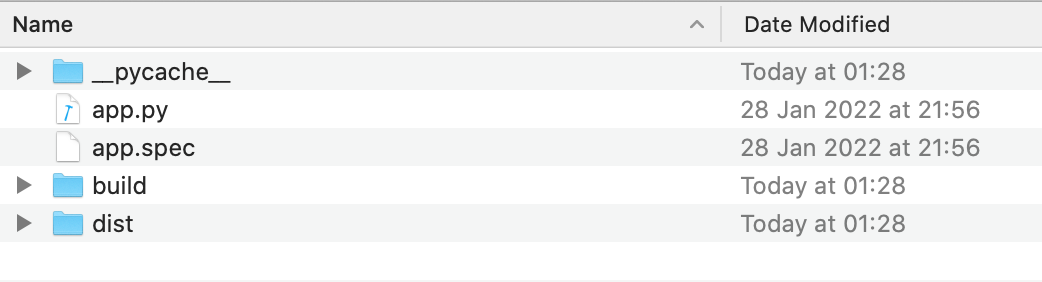 Name Date Modified
__pycache__ Today at 01:28
app.py 28 Jan 2022 at 21:56
app.spec 28 Jan 2022 at 21:56
build Today at 01:28
dist Today at 01:28